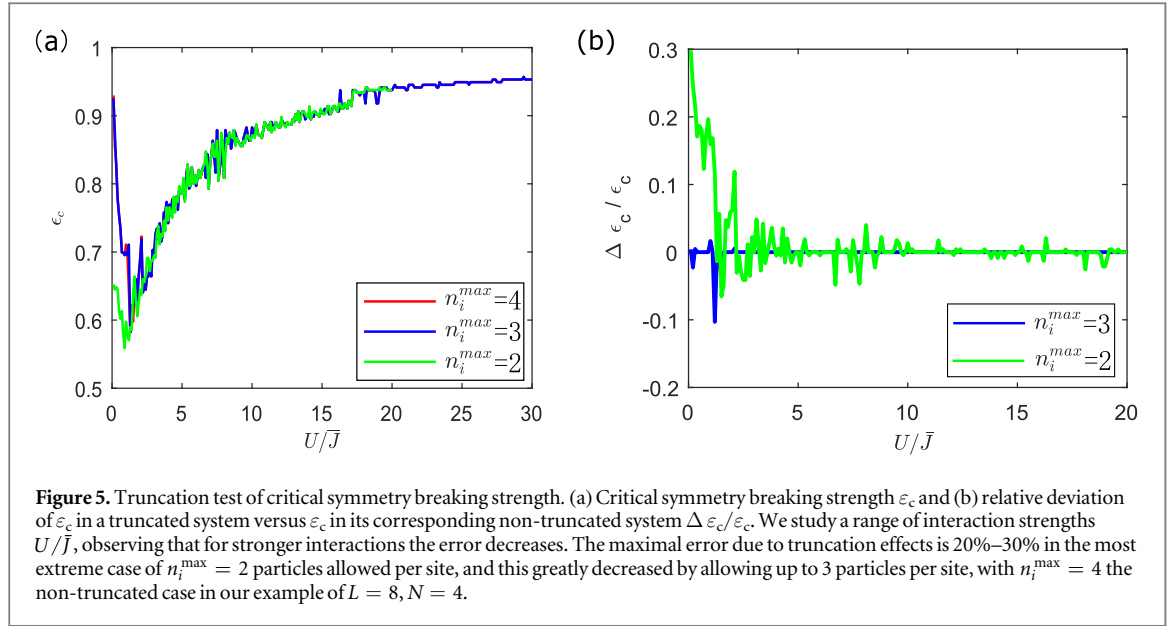 (a)
1
0.9
0.8
0.7
0.6
0.5
ϵ_c
0 5 10 15 20 25 30
U/J̅
n_i^{max}=4
n_i^{max}=3
n_i^{max}=2
(b)
0.3
0.2
0.1
0
-0.1
-0.2
Δ ϵ_c / ϵ_c
0 5 10 15 20
U/J̅
n_i^{max}=3
n_i^{max}=2
Figure 5. Truncation test of critical symmetry breaking strength. (a) Critical symmetry breaking strength ε_c and (b) relative deviation
of ε_c in a truncated system versus ε_c in its corresponding non-truncated system Δ ε_c/ε_c. We study a range of interaction strengths
U/J̅, observing that for stronger interactions the error decreases. The maximal error due to truncation effects is 20%–30% in the most
extreme case of n_i^{max} = 2 particles allowed per site, and this greatly decreased by allowing up to 3 particles per site, with n_i^{max} = 4 the
non-truncated case in our example of L = 8, N = 4.